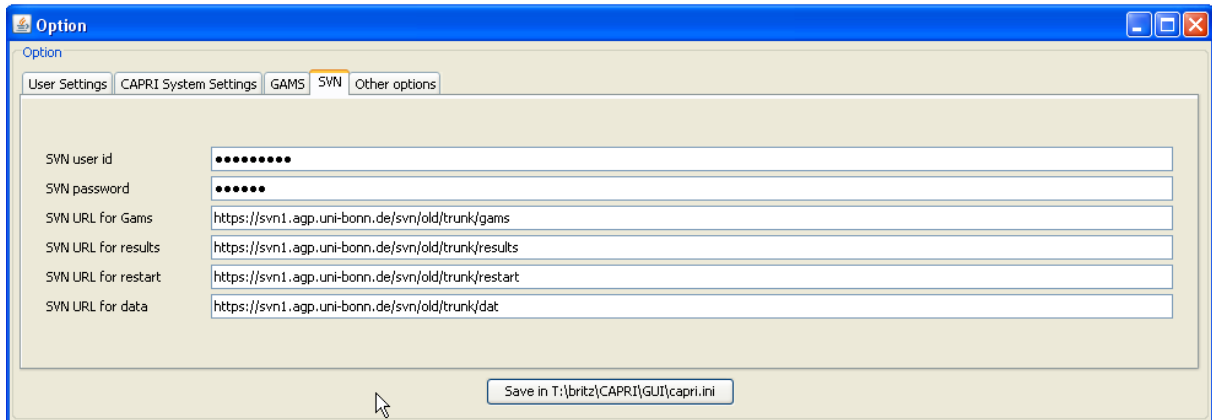 Option
Option
User Settings CAPRI System Settings GAMS SVN Other options
SVN user id ●●●●●●●●●
SVN password ●●●●●●
SVN URL for Gams https://svn1.agp.uni-bonn.de/svn/old/trunk/gams
SVN URL for results https://svn1.agp.uni-bonn.de/svn/old/trunk/results
SVN URL for restart https://svn1.agp.uni-bonn.de/svn/old/trunk/restart
SVN URL for data https://svn1.agp.uni-bonn.de/svn/old/trunk/dat
Save in T:\britz\CAPRI\GUI\capri.ini